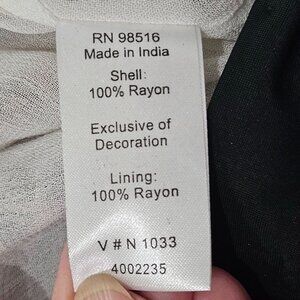 RN 98516
Made in India
Shell:
100% Rayon
Exclusive of
Decoration
Lining:
100% Rayon
V # N 1033
4002235